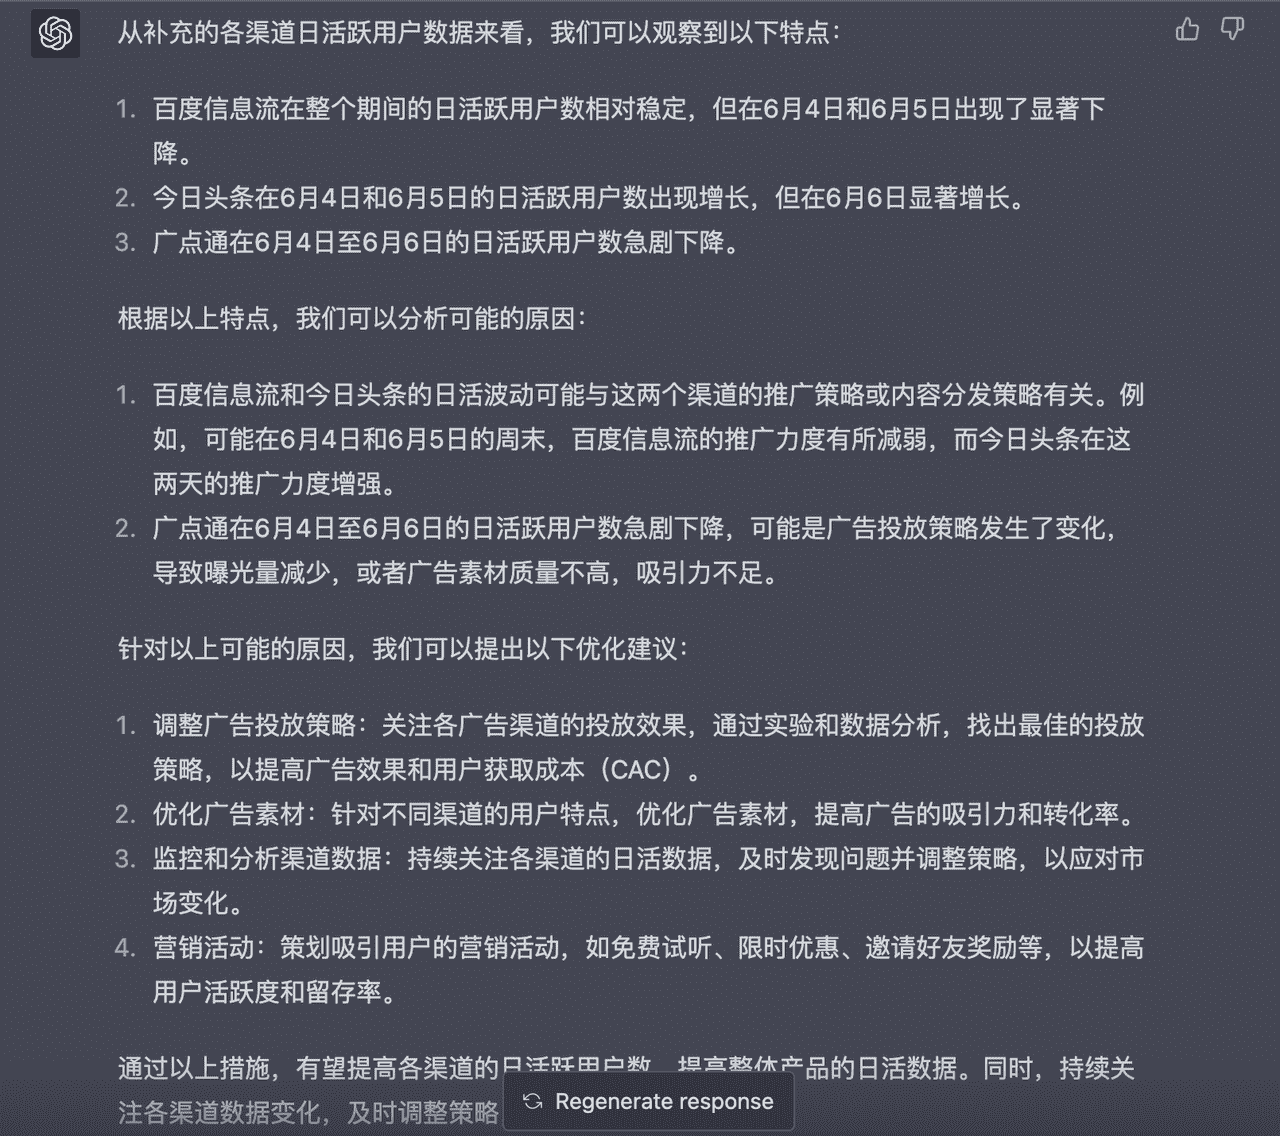 从补充的各渠道日活跃用户数据来看，我们可以观察到以下特点：
1. 百度信息流在整个期间的日活跃用户数相对稳定，但在6月4日和6月5日出现了显著下
降。
2. 今日头条在6月4日和6月5日的日活跃用户数出现增长，但在6月6日显著增长。
3. 广点通在6月4日至6月6日的日活跃用户数急剧下降。
根据以上特点，我们可以分析可能的原因：
1. 百度信息流和今日头条的日活波动可能与这两个渠道的推广策略或内容分发策略有关。例
如，可能在6月4日和6月5日的周末，百度信息流的推广力度有所减弱，而今日头条在这
两天的推广力度增强。
2. 广点通在6月4日至6月6日的日活跃用户数急剧下降，可能是广告投放策略发生了变化，
导致曝光量减少，或者广告素材质量不高，吸引力不足。
针对以上可能的原因，我们可以提出以下优化建议：
1. 调整广告投放策略：关注各广告渠道的投放效果，通过实验和数据分析，找出最佳的投放
策略，以提高广告效果和用户获取成本（CAC）。
2. 优化广告素材：针对不同渠道的用户特点，优化广告素材，提高广告的吸引力和转化率。
3. 监控和分析渠道数据：持续关注各渠道的日活数据，及时发现问题并调整策略，以应对市
场变化。
4. 营销活动：策划吸引用户的营销活动，如免费试听、限时优惠、邀请好友奖励等，以提高
用户活跃度和留存率。
通过以上措施，有望提高各渠道的日活跃用户数，提高整体产品的日活数据。同时，持续关
注各渠道数据变化，及时调整策略
Regenerate response